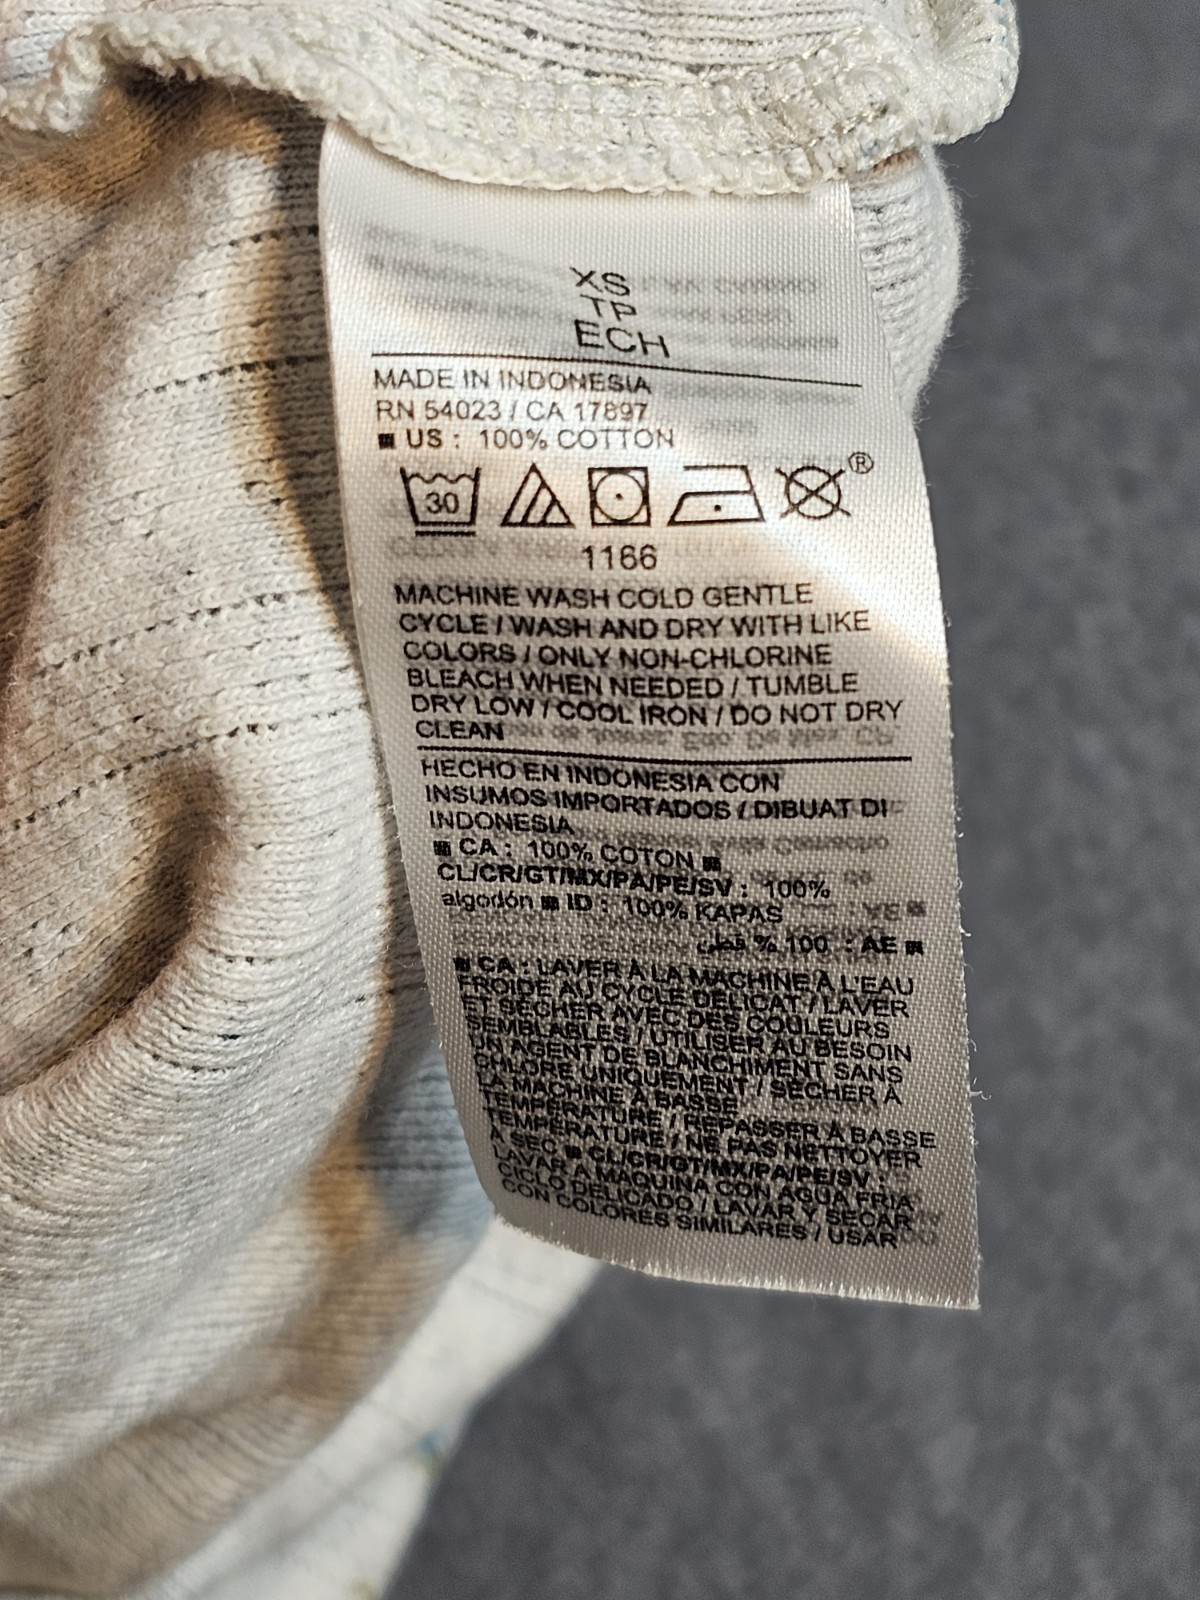 XS
TP
ECH
MADE IN INDONESIA
RN 54023 / CA 17897
■ US : 100% COTTON
30
®
1166
MACHINE WASH COLD GENTLE
CYCLE / WASH AND DRY WITH LIKE
COLORS / ONLY NON-CHLORINE
BLEACH WHEN NEEDED / TUMBLE
DRY LOW / COOL IRON / DO NOT DRY
CLEAN
HECHO EN INDONESIA CON
INSUMOS IMPORTADOS / DIBUAT DI
INDONESIA
■ CA : 100% COTON ■
CL/CR/GT/MX/PA/PE/SV : 100%
algodón ■ ID : 100% KAPAS
■ AE : 100 % قطن
■ CA : LAVER À LA MACHINE À L'EAU
FROIDE AU CYCLE DÉLICAT / LAVER
ET SÉCHER AVEC DES COULEURS
SEMBLABLES / UTILISER AU BESOIN
UN AGENT DE BLANCHIMENT SANS
CHLORE UNIQUEMENT / SÉCHER À
LA MACHINE À BASSE
TEMPÉRATURE / REPASSER À BASSE
TEMPÉRATURE / NE PAS NETTOYER
À SEC ■ CL/CR/GT/MX/PA/PE/SV :
LAVAR A MAQUINA CON AGUA FRIA
CICLO DELICADO / LAVAR Y SECAR
CON COLORES SIMILARES / USAR